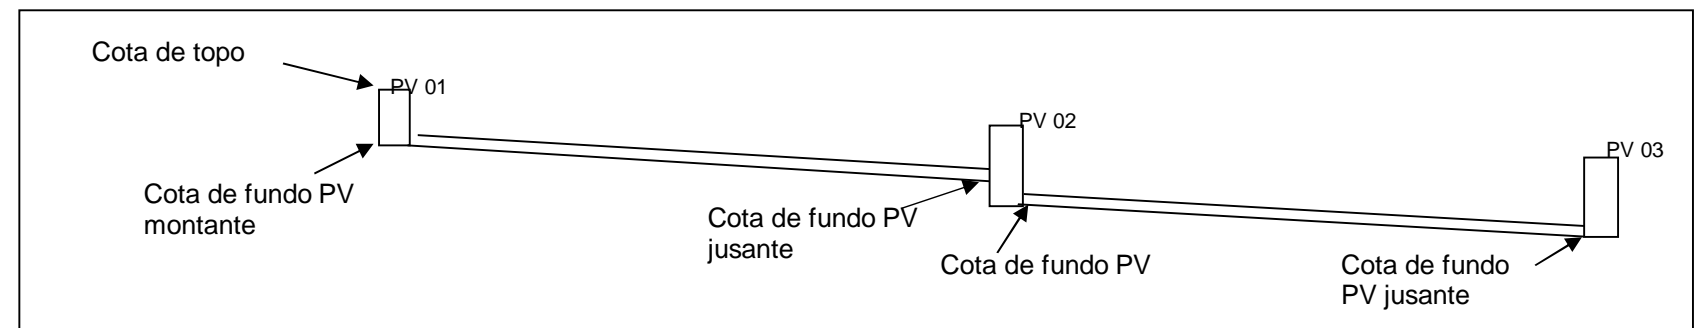 Cota de topo
PV 01
PV 02
PV 03
Cota de fundo PV
montante
Cota de fundo PV
jusante
Cota de fundo PV
Cota de fundo
PV jusante